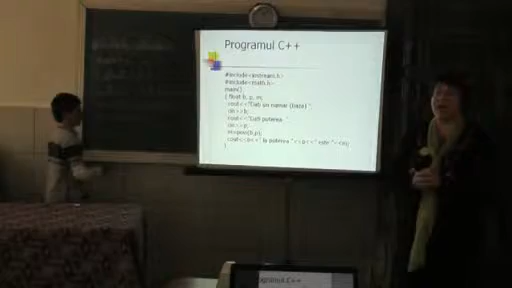 Programul C++
#include<iostream.h>
#include<math.h>
main()
{ float b, p, m;
cout<<"Dati un numar (baza) ";
cin>>b;
cout<<"Dati puterea ";
cin>>p;
m=pow(b,p);
cout<<b<<" la puterea "<<p<<" este "<<m;
}
ogramul C++